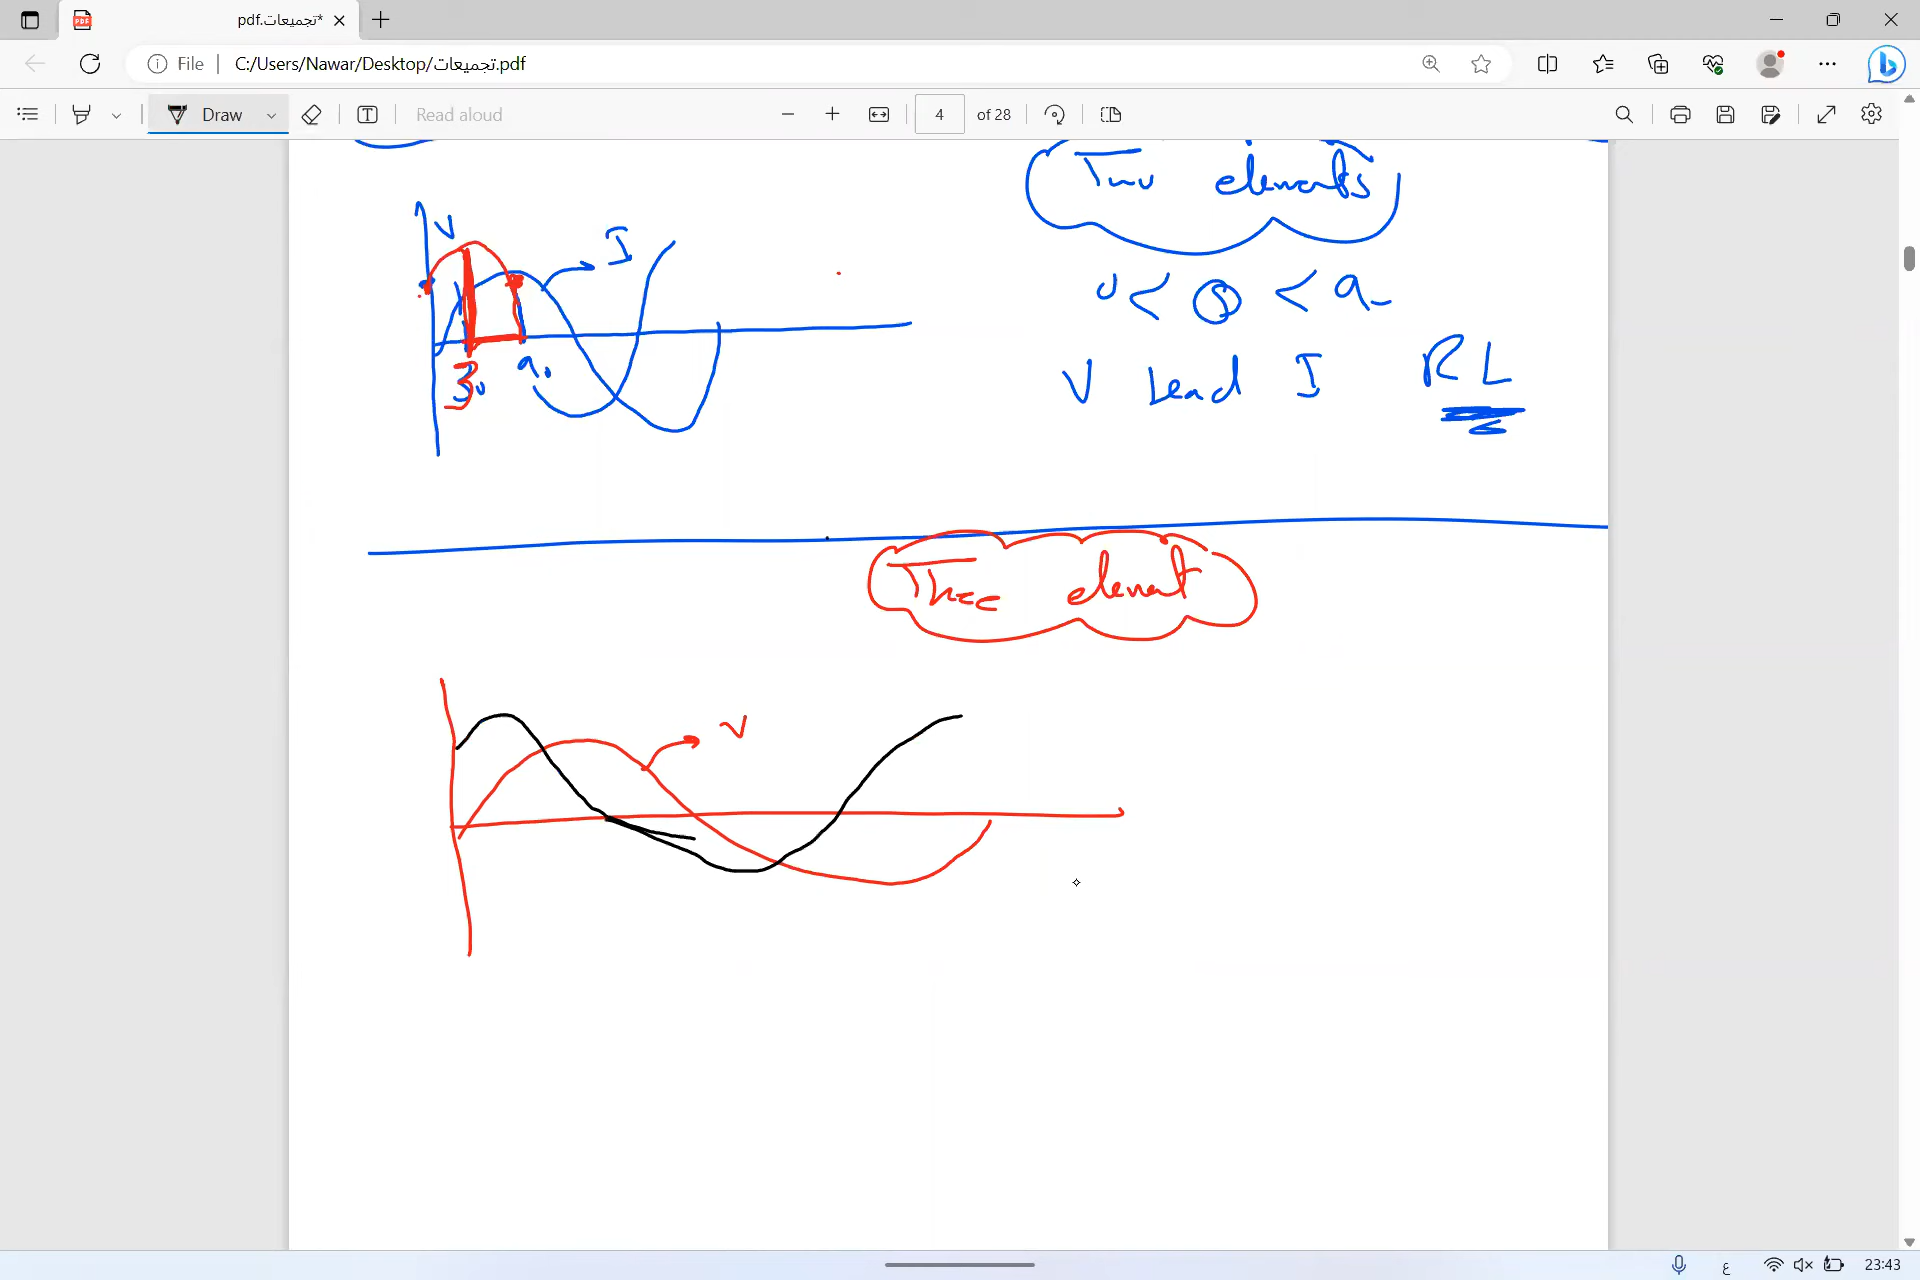 تجميعات.pdf*
File C:/Users/Nawar/Desktop/تجميعات.pdf
Draw
Read aloud
4 of 28
Two elements
V
I
0 < θ < 90
30
90
V Lead I RL
Three element
V
23:43
ع